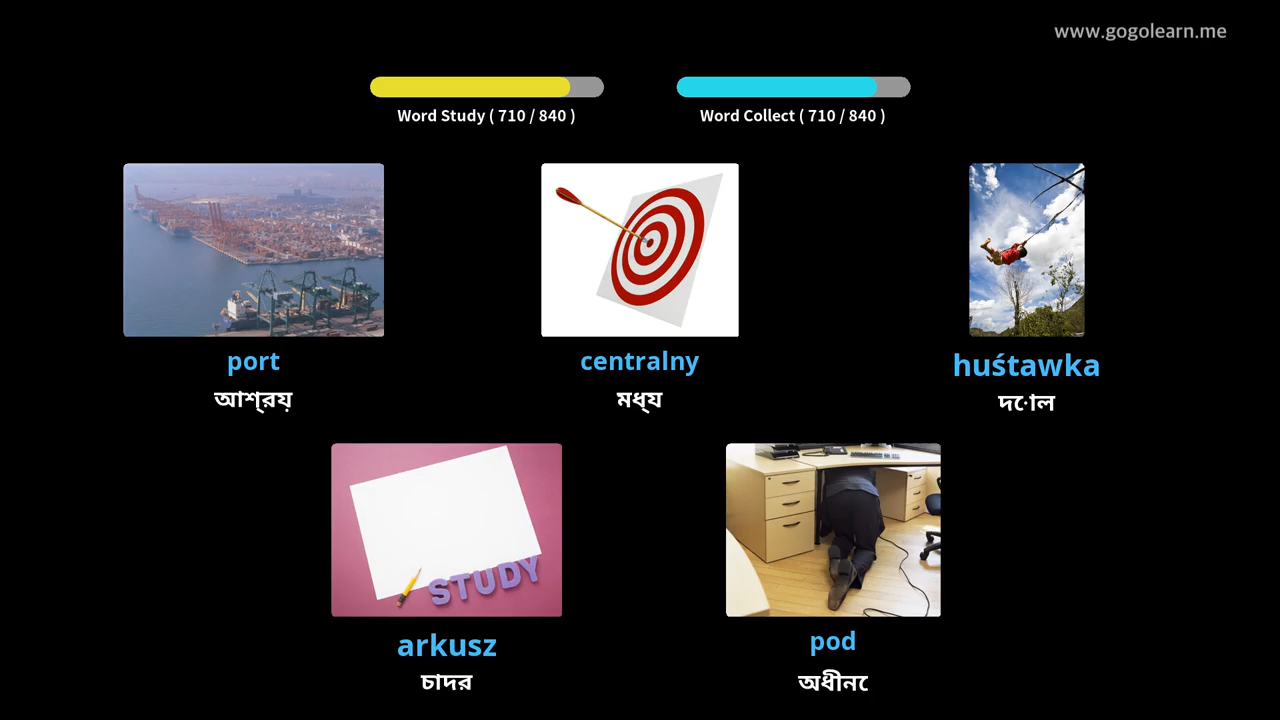 www.gogolearn.me
Word Study ( 710 / 840 )
Word Collect ( 710 / 840 )
port
centralny
huśtawka
আশ্রয়
মধ্য
দোল
STUDY
arkusz
pod
চাদর
অধীনে